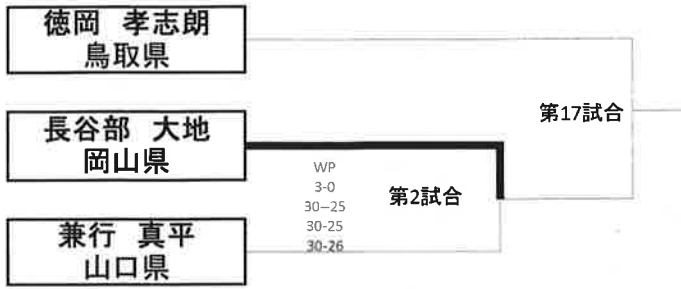 徳岡 孝志朗
鳥取県
第17試合
長谷部 大地
岡山県
WP
3-0
30–25
30-25
30-26
第2試合
兼行 真平
山口県